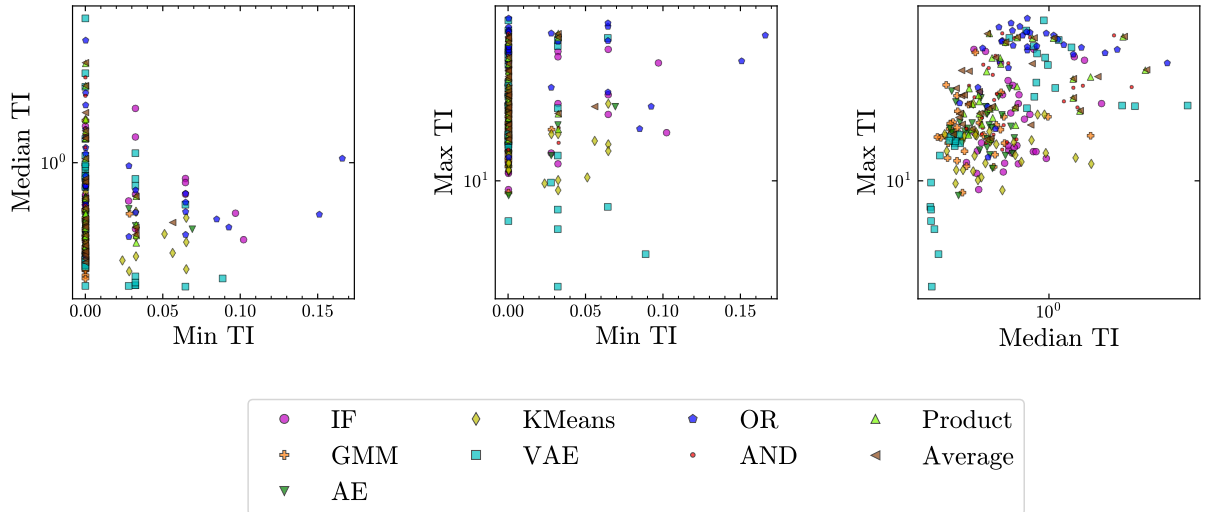 Median TI
10^0
0.00 0.05 0.10 0.15
Min TI
Max TI
10^1
0.00 0.05 0.10 0.15
Min TI
Max TI
10^1
10^0
Median TI
IF KMeans OR Product
GMM VAE AND Average
AE